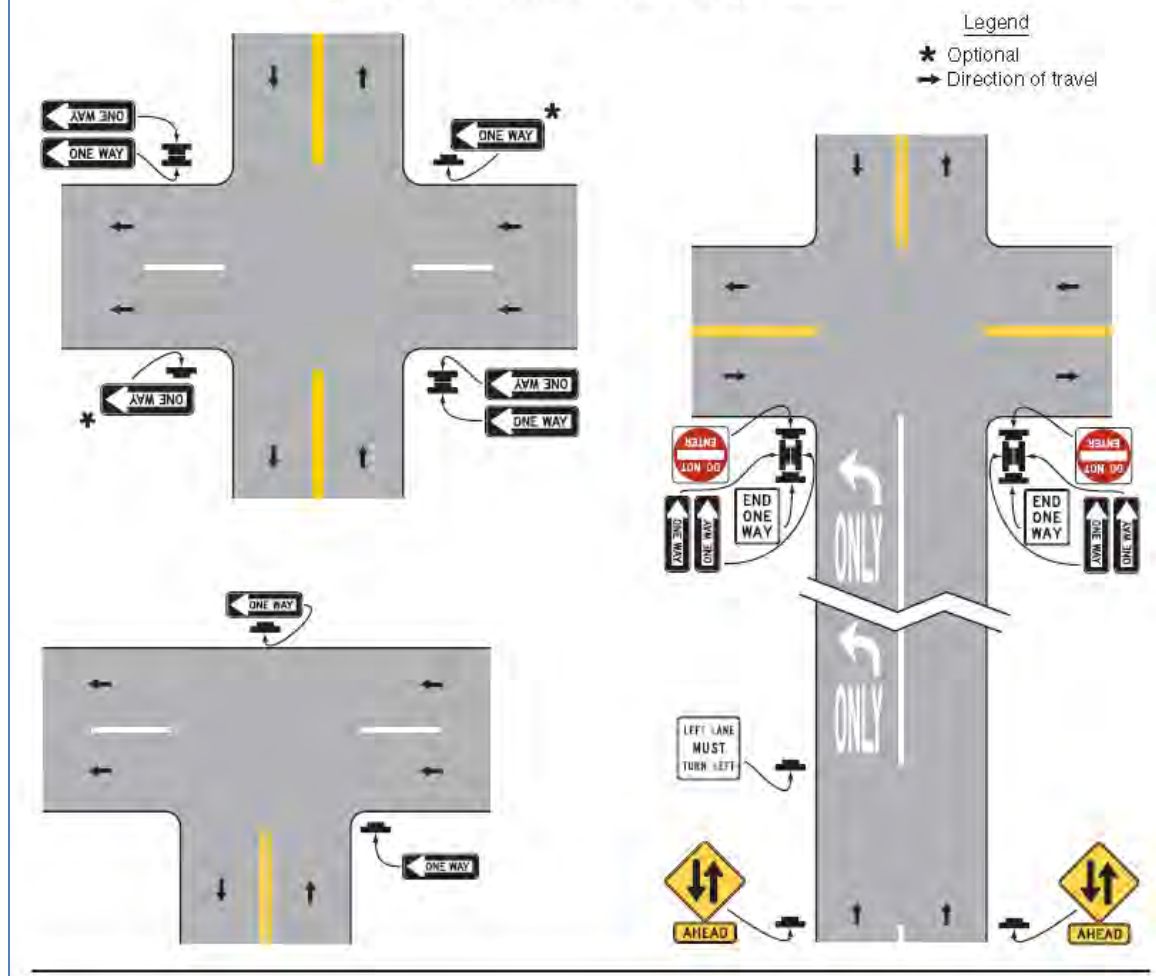 Legend
* Optional
→ Direction of travel
ONE WAY
ONE WAY
ONE WAY
*
ONE WAY
*
ONE WAY
ONE WAY
DO NOT
ENTER
DO NOT
ENTER
ONE WAY
ONE WAY
END
ONE
WAY
END
ONE
WAY
ONE WAY
ONE WAY
ONLY
ONE WAY
ONLY
LEFT LANE
MUST
TURN LEFT
ONE WAY
AHEAD
AHEAD